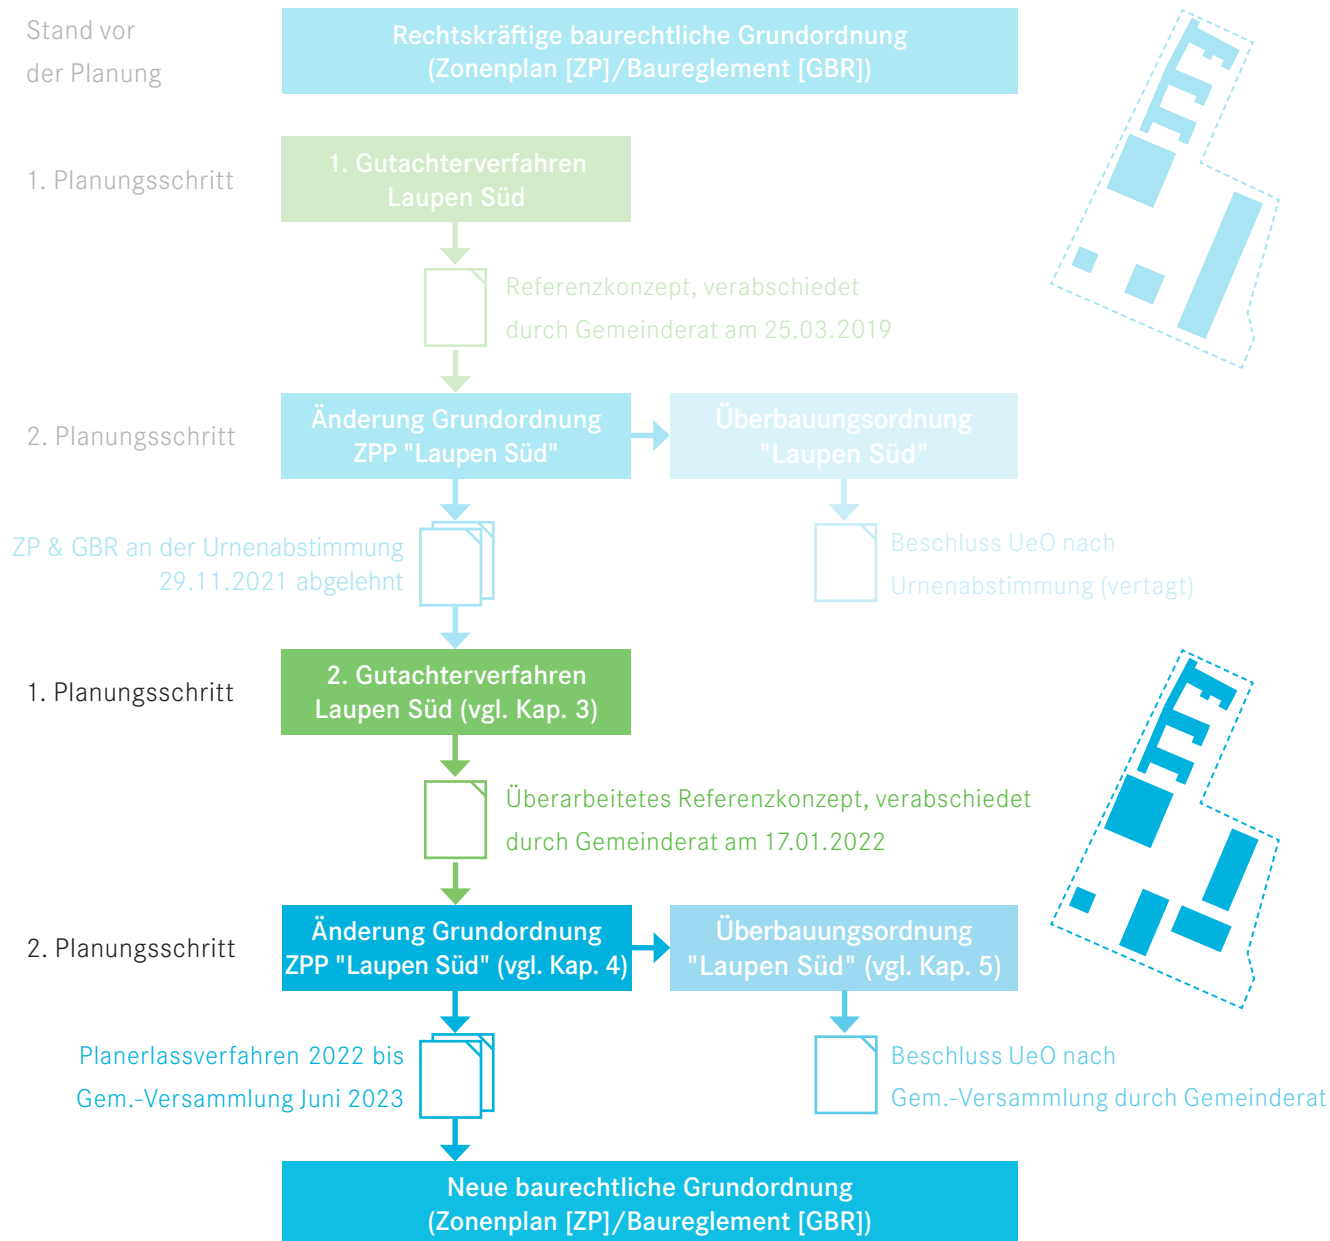 Stand vor
der Planung
Rechtskräftige baurechtliche Grundordnung
(Zonenplan [ZP]/Baureglement [GBR])
1. Planungsschritt
1. Gutachterverfahren
Laupen Süd
Referenzkonzept, verabschiedet
durch Gemeinderat am 25.03.2019
2. Planungsschritt
Änderung Grundordnung
ZPP "Laupen Süd"
Überbauungsordnung
"Laupen Süd"
ZP & GBR an der Urnenabstimmung
29.11.2021 abgelehnt
Beschluss UeO nach
Urnenabstimmung (vertagt)
1. Planungsschritt
2. Gutachterverfahren
Laupen Süd (vgl. Kap. 3)
Überarbeitetes Referenzkonzept, verabschiedet
durch Gemeinderat am 17.01.2022
2. Planungsschritt
Änderung Grundordnung
ZPP "Laupen Süd" (vgl. Kap. 4)
Überbauungsordnung
"Laupen Süd" (vgl. Kap. 5)
Planerlassverfahren 2022 bis
Gem.-Versammlung Juni 2023
Beschluss UeO nach
Gem.-Versammlung durch Gemeinderat
Neue baurechtliche Grundordnung
(Zonenplan [ZP]/Baureglement [GBR])